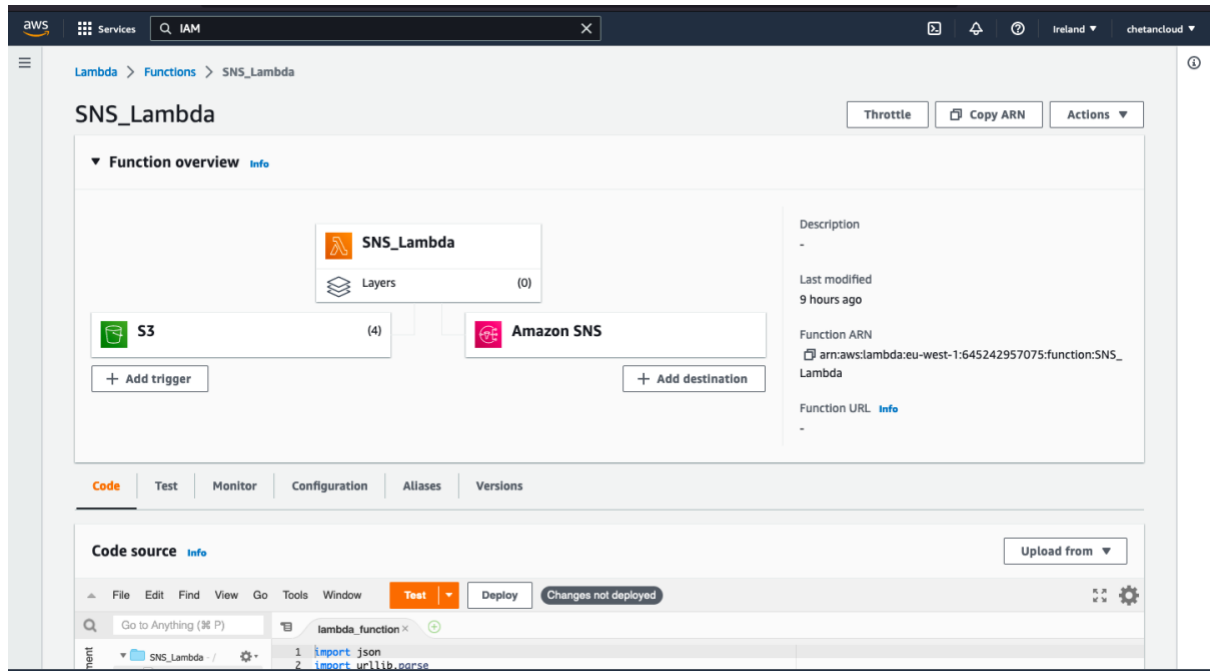 aws Services IAM Ireland ▼ chetancloud ▼
Lambda > Functions > SNS_Lambda
SNS_Lambda
Throttle Copy ARN Actions ▼
▼ Function overview Info
SNS_Lambda
Layers (0)
S3 (4)
Amazon SNS
+ Add trigger
+ Add destination
Description
-
Last modified
9 hours ago
Function ARN
arn:aws:lambda:eu-west-1:645242957075:function:SNS_
Lambda
Function URL Info
-
Code Test Monitor Configuration Aliases Versions
Code source Info
Upload from ▼
File Edit Find View Go Tools Window Test Deploy Changes not deployed
Go to Anything (⌘ P) lambda_function × +
ment
SNS_Lambda - /
1 import json
2 import urllib.parse